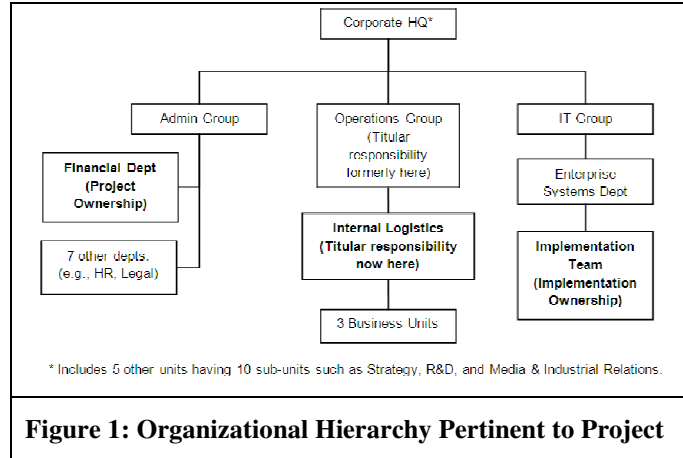 Corporate HQ*
Admin Group
Operations Group
(Titular
responsibility
formerly here)
IT Group
Financial Dept
(Project
Ownership)
Enterprise
Systems Dept
7 other depts.
(e.g., HR, Legal)
Internal Logistics
(Titular responsibility
now here)
Implementation
Team
(Implementation
Ownership)
3 Business Units
* Includes 5 other units having 10 sub-units such as Strategy, R&D, and Media & Industrial Relations.
Figure 1: Organizational Hierarchy Pertinent to Project